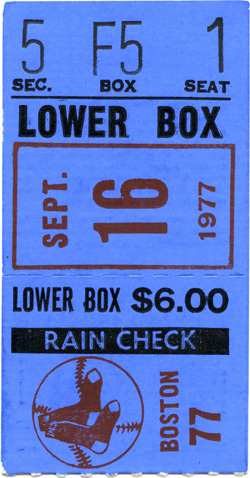 5 F5 1
SEC. BOX SEAT
LOWER BOX
SEPT.
16
1977
LOWER BOX $6.00
RAIN CHECK
BOSTON
77